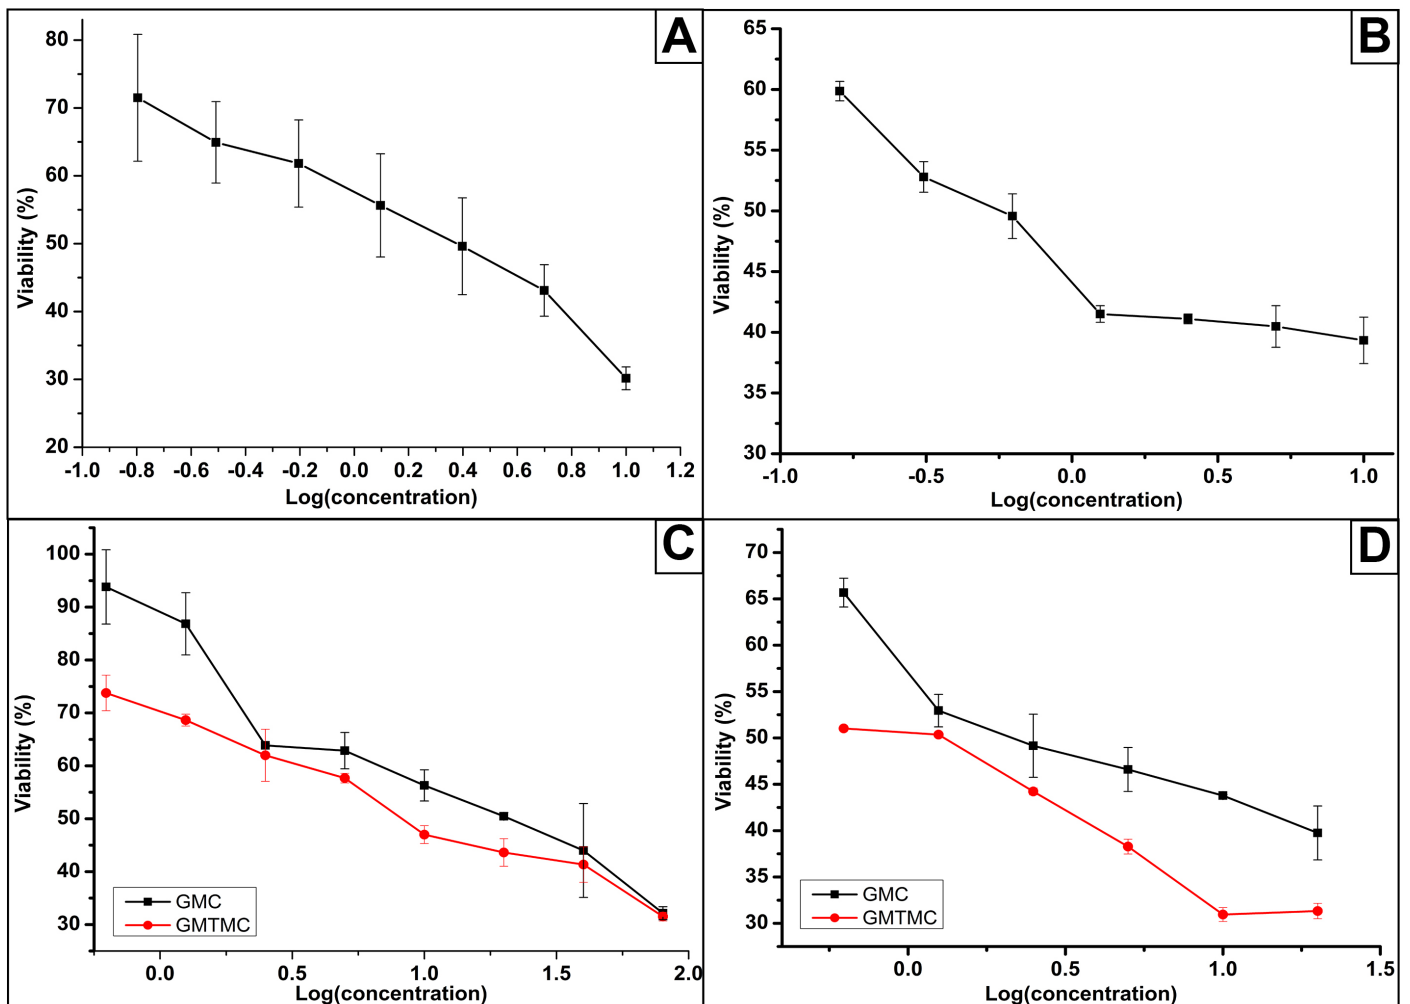 A
80
70
60
50
40
30
20
Viability (%)
-1.0 -0.8 -0.6 -0.4 -0.2 0.0 0.2 0.4 0.6 0.8 1.0 1.2
Log(concentration)
B
65
60
55
50
45
40
35
30
Viability (%)
-1.0 -0.5 0.0 0.5 1.0
Log(concentration)
C
100
90
80
70
60
50
40
30
Viability (%)
GMC
GMTMC
0.0 0.5 1.0 1.5 2.0
Log(concentration)
D
70
65
60
55
50
45
40
35
30
Viability (%)
GMC
GMTMC
0.0 0.5 1.0 1.5
Log(concentration)